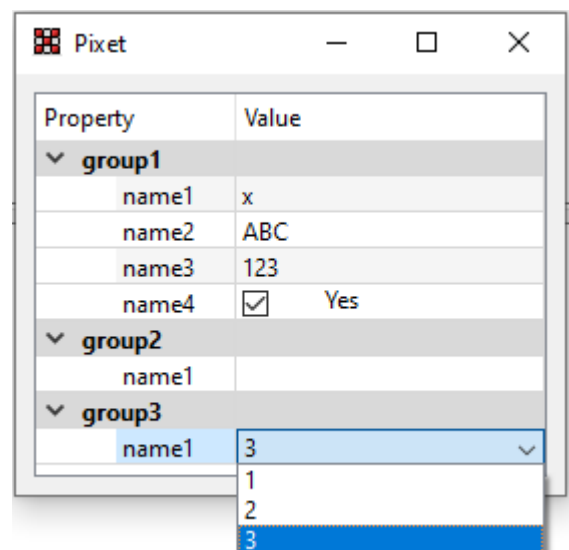 Pixet
Property Value
group1
name1 x
name2 ABC
name3 123
name4 Yes
group2
name1
group3
name1 3
1
2
3